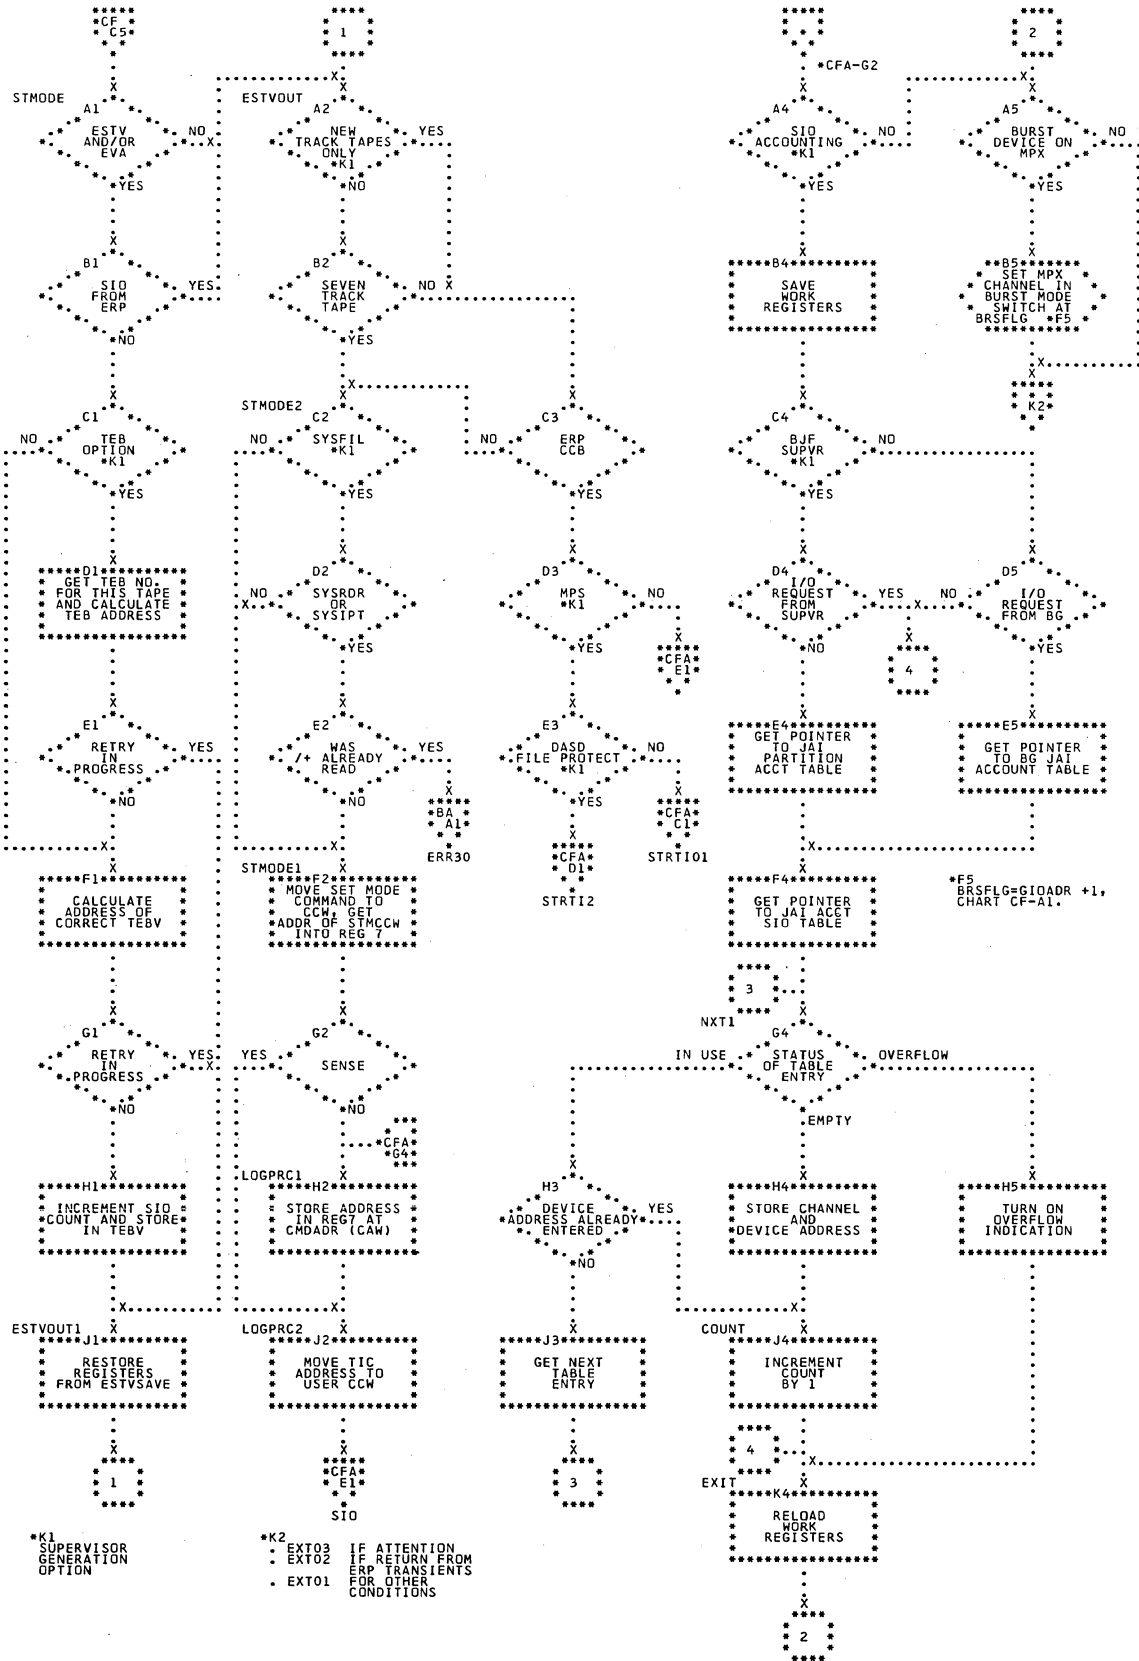 CF
C5
1
2
*CFA-G2
STMODE
ESTVOUT
A1
ESTV
AND/OR
EVA
NO
YES
A2
NEW
TRACK TAPES
ONLY
*K1
YES
NO
A4
SIO
ACCOUNTING
*K1
NO
YES
A5
BURST
DEVICE ON
MPX
NO
YES
B1
SIO
FROM
ERP
YES
NO
B2
SEVEN
TRACK
TAPE
NO
YES
B4
SAVE
WORK
REGISTERS
B5
SET MPX
CHANNEL IN
BURST MODE
SWITCH AT
BRSFLG *F5
K2
C1
TEB
OPTION
*K1
NO
YES
STMODE2
C2
SYSFIL
*K1
NO
YES
C3
ERP
CCB
NO
YES
C4
BJF
SUPVR
*K1
NO
YES
D1
GET TEB NO.
FOR THIS TAPE
AND CALCULATE
TEB ADDRESS
D2
SYSRDR
OR
SYSIPT
NO
YES
D3
MPS
*K1
NO
YES
CFA
E1
D4
I/O
REQUEST
FROM
SUPVR
YES
NO
4
D5
I/O
REQUEST
FROM BG
NO
YES
E1
RETRY
IN
PROGRESS
YES
NO
E2
WAS
/+ ALREADY
READ
YES
NO
BA
A1
ERR30
E3
DASD
FILE PROTECT
*K1
NO
YES
CFA
C1
STRTIO1
CFA
D1
STRTI2
E4
GET POINTER
TO JAI
PARTITION
ACCT TABLE
E5
GET POINTER
TO BG JAI
ACCOUNT TABLE
F1
CALCULATE
ADDRESS OF
CORRECT TEBV
STMODE1
F2
MOVE SET MODE
COMMAND TO
CCW, GET
ADDR OF STMCCW
INTO REG 7
F4
GET POINTER
TO JAI ACCT
SIO TABLE
*F5
BRSFLG=GIOADR +1,
CHART CF-A1.
3
NXT1
G1
RETRY
IN
PROGRESS
YES
NO
G2
SENSE
YES
NO
CFA
G4
G4
STATUS
OF TABLE
ENTRY
IN USE
OVERFLOW
EMPTY
H1
INCREMENT SIO
COUNT AND STORE
IN TEBV
LOGPRC1
H2
STORE ADDRESS
IN REG7 AT
CMDADR (CAW)
H3
DEVICE
ADDRESS ALREADY
ENTERED
YES
NO
H4
STORE CHANNEL
AND
DEVICE ADDRESS
H5
TURN ON
OVERFLOW
INDICATION
ESTVOUT1
J1
RESTORE
REGISTERS
FROM ESTVSAVE
LOGPRC2
J2
MOVE TIC
ADDRESS TO
USER CCW
J3
GET NEXT
TABLE
ENTRY
COUNT
J4
INCREMENT
COUNT
BY 1
1
CFA
E1
SIO
3
4
EXIT
K4
RELOAD
WORK
REGISTERS
2
*K1
SUPERVISOR
GENERATION
OPTION
*K2
. EXT03 IF ATTENTION
. EXT02 IF RETURN FROM
ERP TRANSIENTS
. EXT01 FOR OTHER
CONDITIONS